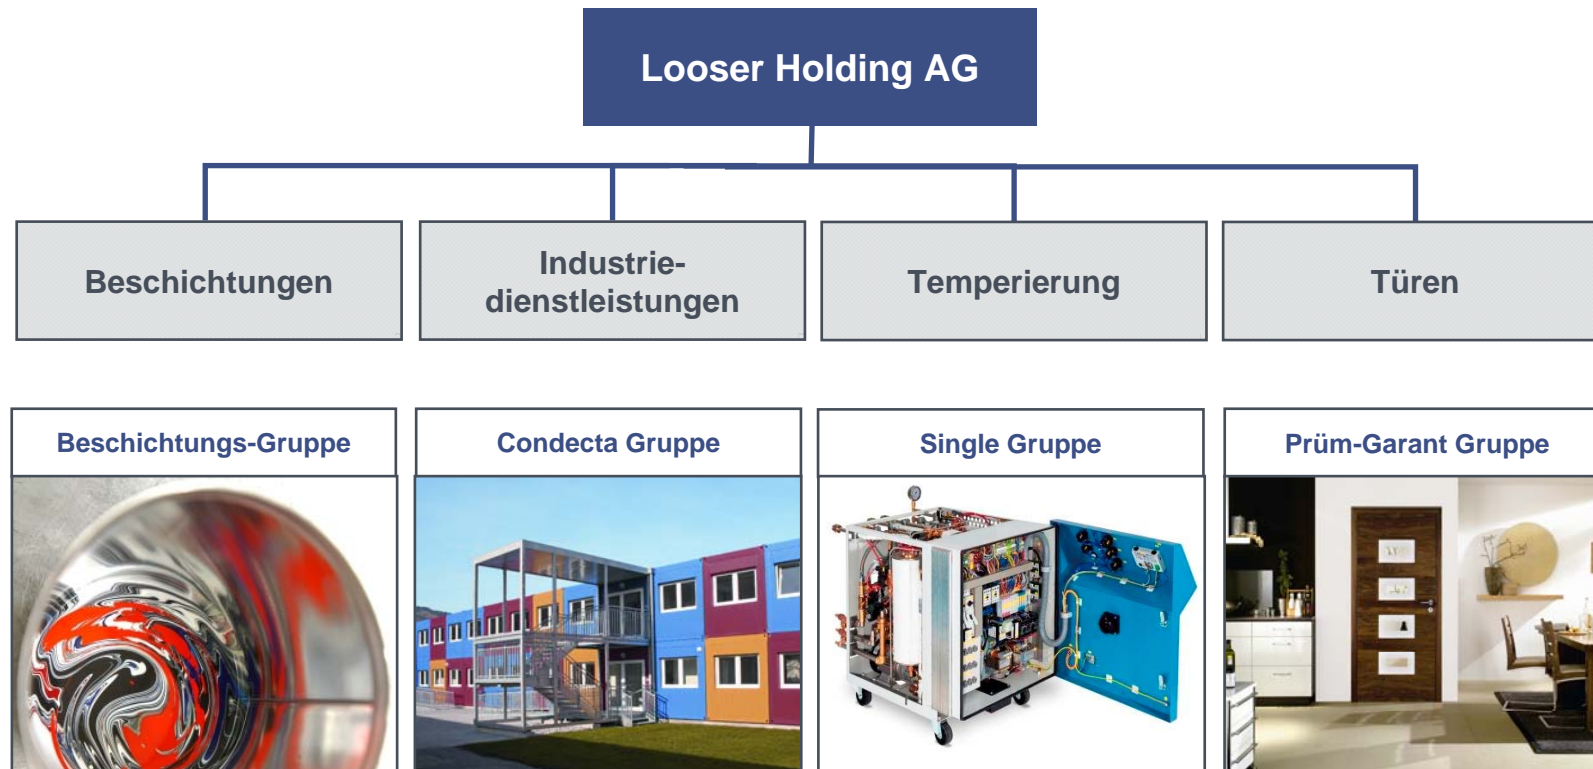 Looser Holding AG
Beschichtungen
Industrie-
dienstleistungen
Temperierung
Türen
Beschichtungs-Gruppe
Condecta Gruppe
Single Gruppe
Prüm-Garant Gruppe